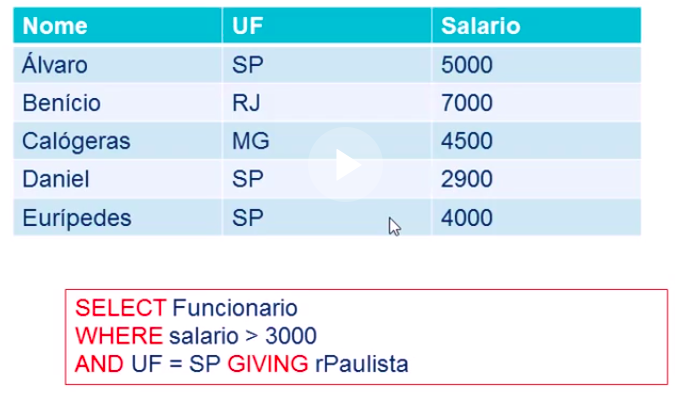 Nome UF Salario
Álvaro SP 5000
Benício RJ 7000
Calógeras MG 4500
Daniel SP 2900
Eurípedes SP 4000
SELECT Funcionario
WHERE salario > 3000
AND UF = SP GIVING rPaulista